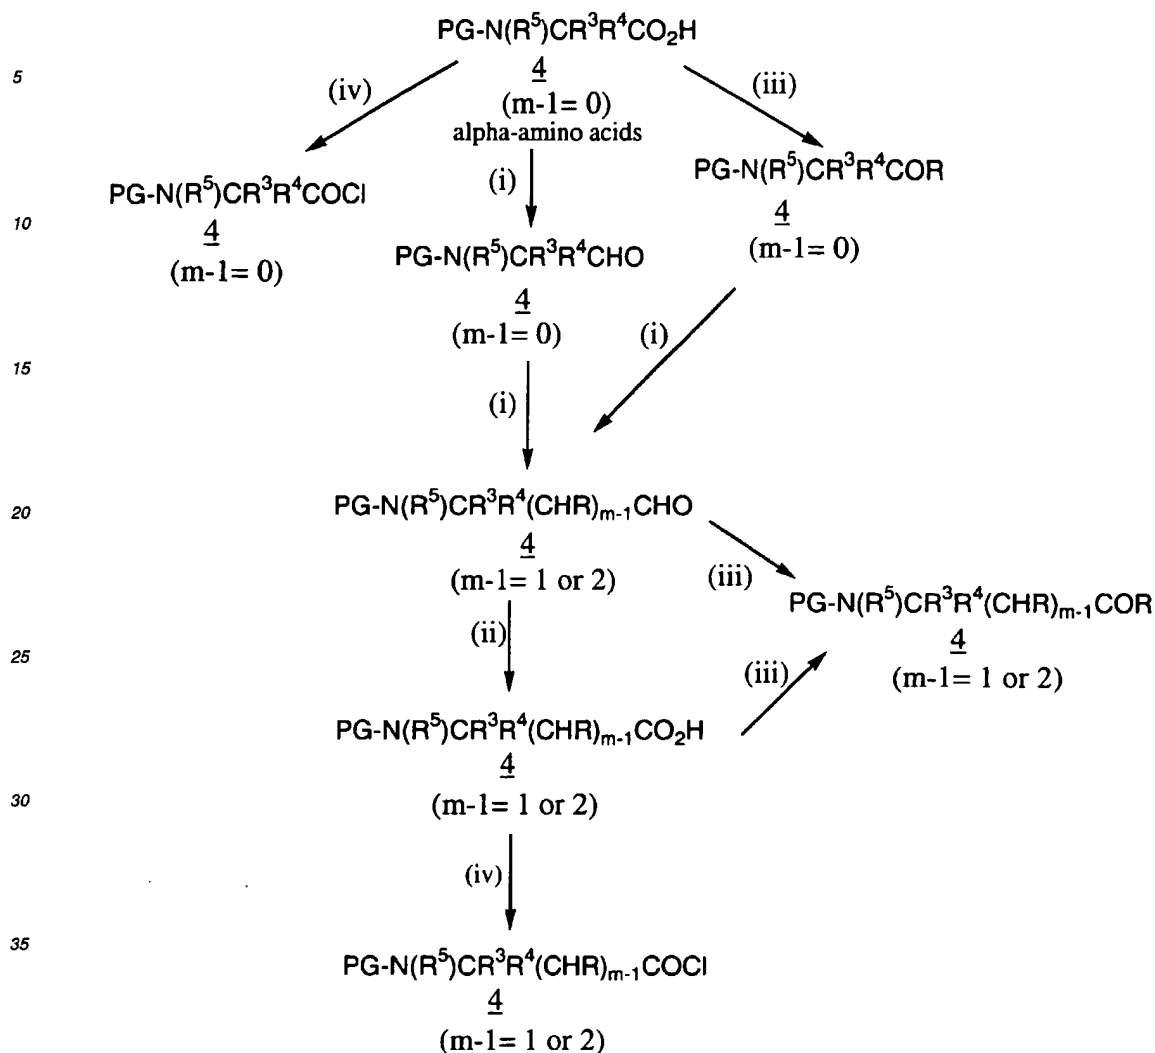 PG-N(R⁵)CR³R⁴CO₂H
5
4
(iv)
(iii)
(m-1= 0)
alpha-amino acids
PG-N(R⁵)CR³R⁴COCl
(i)
PG-N(R⁵)CR³R⁴COR
10
4
4
(m-1= 0)
PG-N(R⁵)CR³R⁴CHO
(m-1= 0)
4
(m-1= 0)
(i)
15
(i)
20
PG-N(R⁵)CR³R⁴(CHR)ₘ₋₁CHO
4
(m-1= 1 or 2)
(iii)
PG-N(R⁵)CR³R⁴(CHR)ₘ₋₁COR
(ii)
4
25
(iii)
(m-1= 1 or 2)
PG-N(R⁵)CR³R⁴(CHR)ₘ₋₁CO₂H
4
30
(m-1= 1 or 2)
(iv)
35
PG-N(R⁵)CR³R⁴(CHR)ₘ₋₁COCl
4
(m-1= 1 or 2)